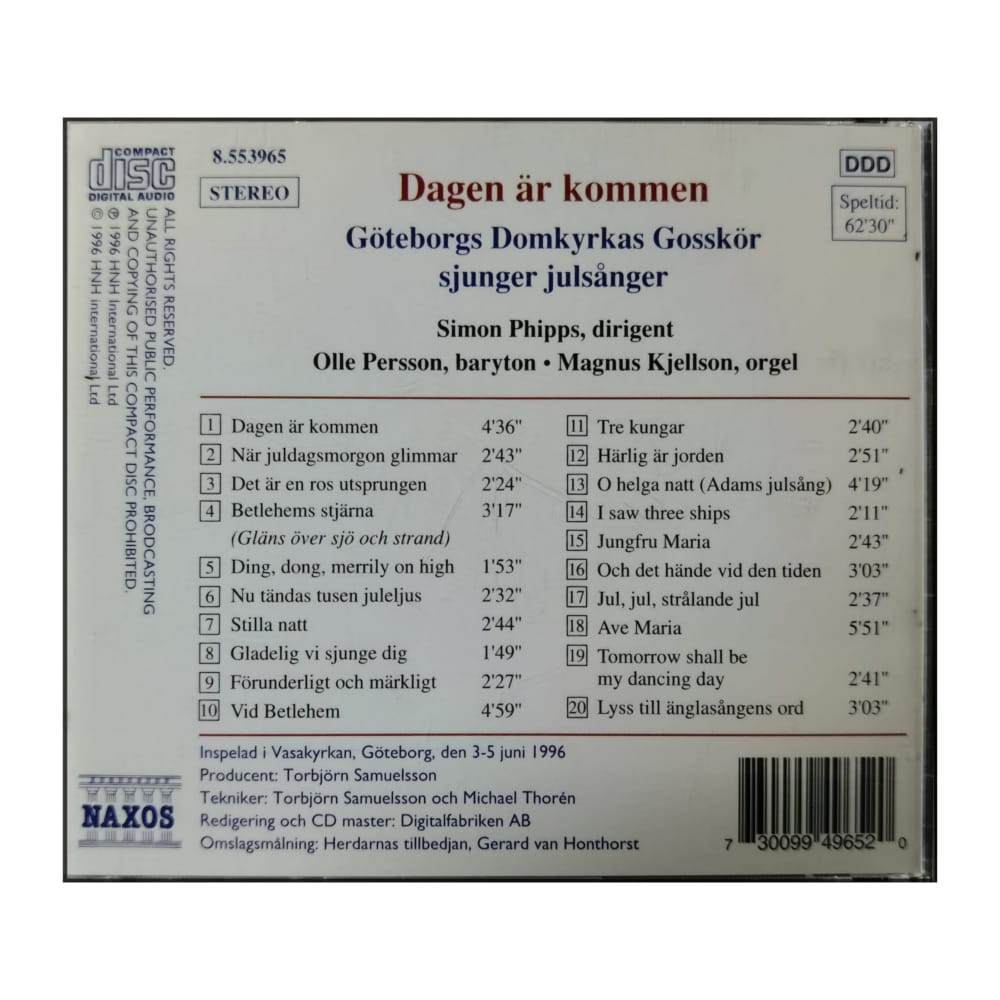 COMPACT
disc
DIGITAL AUDIO
8.553965
STEREO
DDD
Speltid:
62'30"
Dagen är kommen
Göteborgs Domkyrkas Gosskör
sjunger julsånger
Simon Phipps, dirigent
Olle Persson, baryton • Magnus Kjellson, orgel
1 Dagen är kommen 4'36"
2 När juldagsmorgon glimmar 2'43"
3 Det är en ros utsprungen 2'24"
4 Betlehems stjärna 3'17"
(Gläns över sjö och strand)
5 Ding, dong, merrily on high 1'53"
6 Nu tändas tusen juleljus 2'32"
7 Stilla natt 2'44"
8 Gladelig vi sjunge dig 1'49"
9 Förunderligt och märkligt 2'27"
10 Vid Betlehem 4'59"
11 Tre kungar 2'40"
12 Härlig är jorden 2'51"
13 O helga natt (Adams julsång) 4'19"
14 I saw three ships 2'11"
15 Jungfru Maria 2'43"
16 Och det hände vid den tiden 3'03"
17 Jul, jul, strålande jul 2'37"
18 Ave Maria 5'51"
19 Tomorrow shall be
my dancing day 2'41"
20 Lyss till änglasångens ord 3'03"
Inspelad i Vasakyrkan, Göteborg, den 3-5 juni 1996
Producent: Torbjörn Samuelsson
Tekniker: Torbjörn Samuelsson och Michael Thorén
Redigering och CD master: Digitalfabriken AB
Omslagsmålning: Herdarnas tillbedjan, Gerard van Honthorst
NAXOS
7 30099 49652 0
ALL RIGHTS RESERVED.
UNAUTHORISED PUBLIC PERFORMANCE, BRODCASTING
AND COPYING OF THIS COMPACT DISC PROHIBITED.
℗ 1996 HNH International Ltd
© 1996 HNH international Ltd